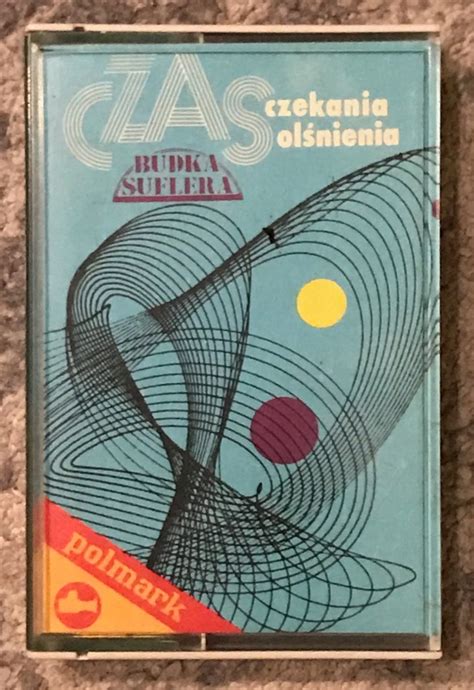 CZAS czekania
olśnienia
BUDKA
SUFLERA
polmark